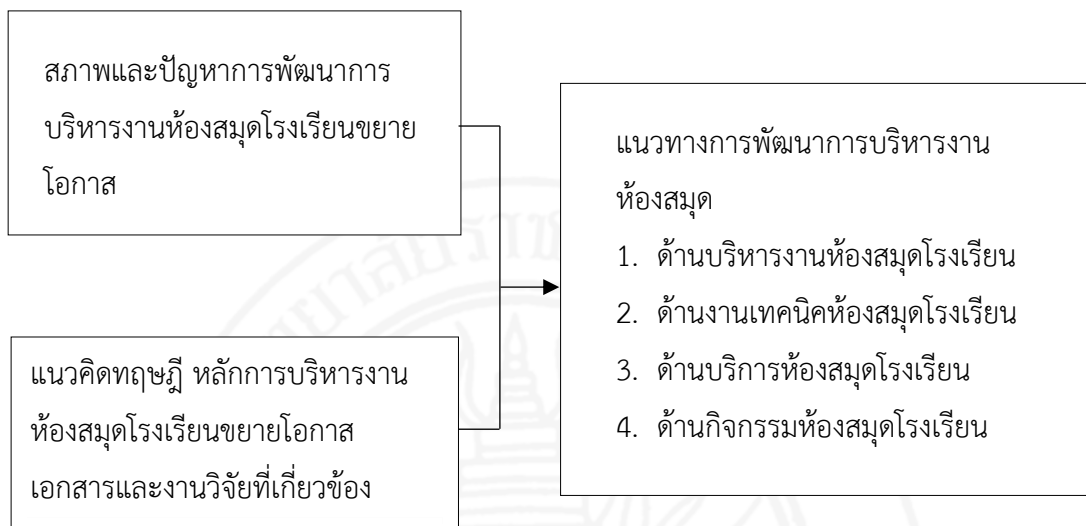 สภาพและปัญหาการพัฒนาการ
บริหารงานห้องสมุดโรงเรียนขยาย
โอกาส
แนวคิดทฤษฎี หลักการบริหารงาน
ห้องสมุดโรงเรียนขยายโอกาส
เอกสารและงานวิจัยที่เกี่ยวข้อง
แนวทางการพัฒนาการบริหารงาน
ห้องสมุด
1. ด้านบริหารงานห้องสมุดโรงเรียน
2. ด้านงานเทคนิคห้องสมุดโรงเรียน
3. ด้านบริการห้องสมุดโรงเรียน
4. ด้านกิจกรรมห้องสมุดโรงเรียน